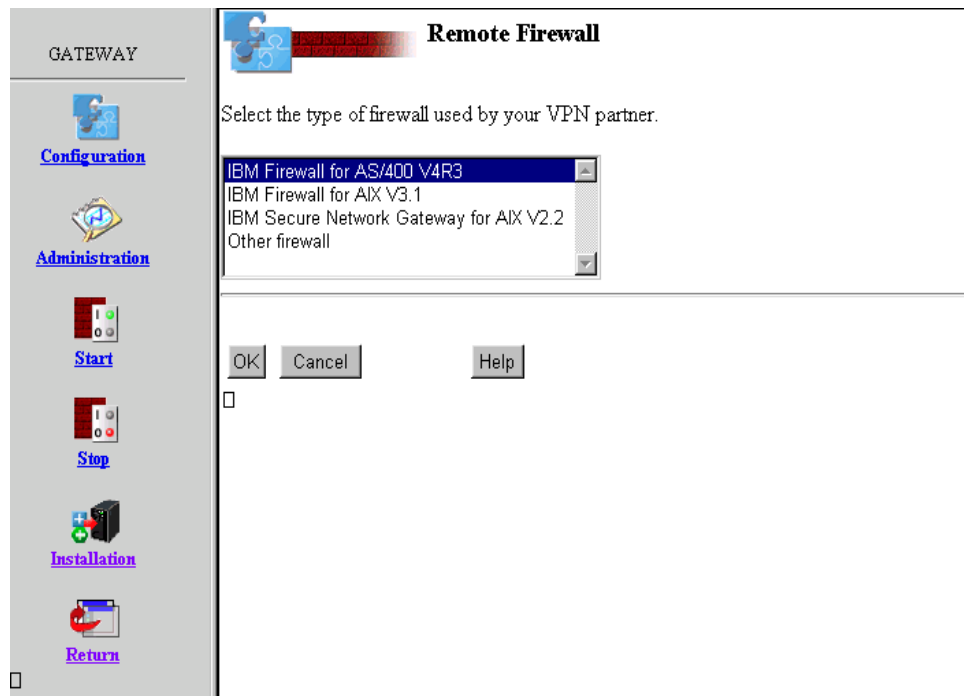 GATEWAY
Configuration
Administration
Start
Stop
Installation
Return
Remote Firewall
Select the type of firewall used by your VPN partner.
IBM Firewall for AS/400 V4R3
IBM Firewall for AIX V3.1
IBM Secure Network Gateway for AIX V2.2
Other firewall
OK Cancel Help